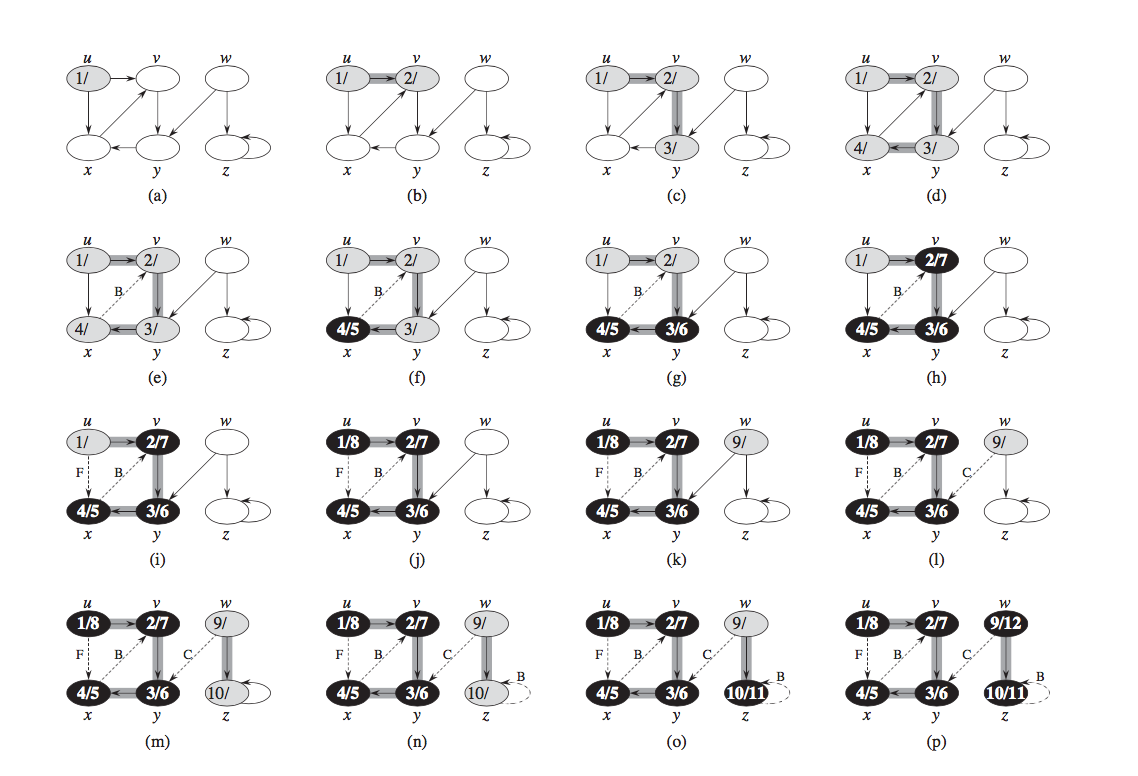 u v w u v w u v w u v w
1/ 1/ 2/ 1/ 2/ 1/ 2/
3/ 4/ 3/
x y z x y z x y z x y z
(a) (b) (c) (d)
u v w u v w u v w u v w
1/ 2/ 1/ 2/ 1/ 2/ 1/ 2/7
B B B B
4/ 3/ 4/5 3/ 4/5 3/6 4/5 3/6
x y z x y z x y z x y z
(e) (f) (g) (h)
u v w u v w u v w u v w
1/ 2/7 1/8 2/7 1/8 2/7 9/ 1/8 2/7 9/
F B F B F B F B C
4/5 3/6 4/5 3/6 4/5 3/6 4/5 3/6
x y z x y z x y z x y z
(i) (j) (k) (l)
u v w u v w u v w u v w
1/8 2/7 9/ 1/8 2/7 9/ 1/8 2/7 9/ 1/8 2/7 9/12
F B C F B C B F B C B F B C B
4/5 3/6 10/ 4/5 3/6 10/ 4/5 3/6 10/11 4/5 3/6 10/11
x y z x y z x y z x y z
(m) (n) (o) (p)